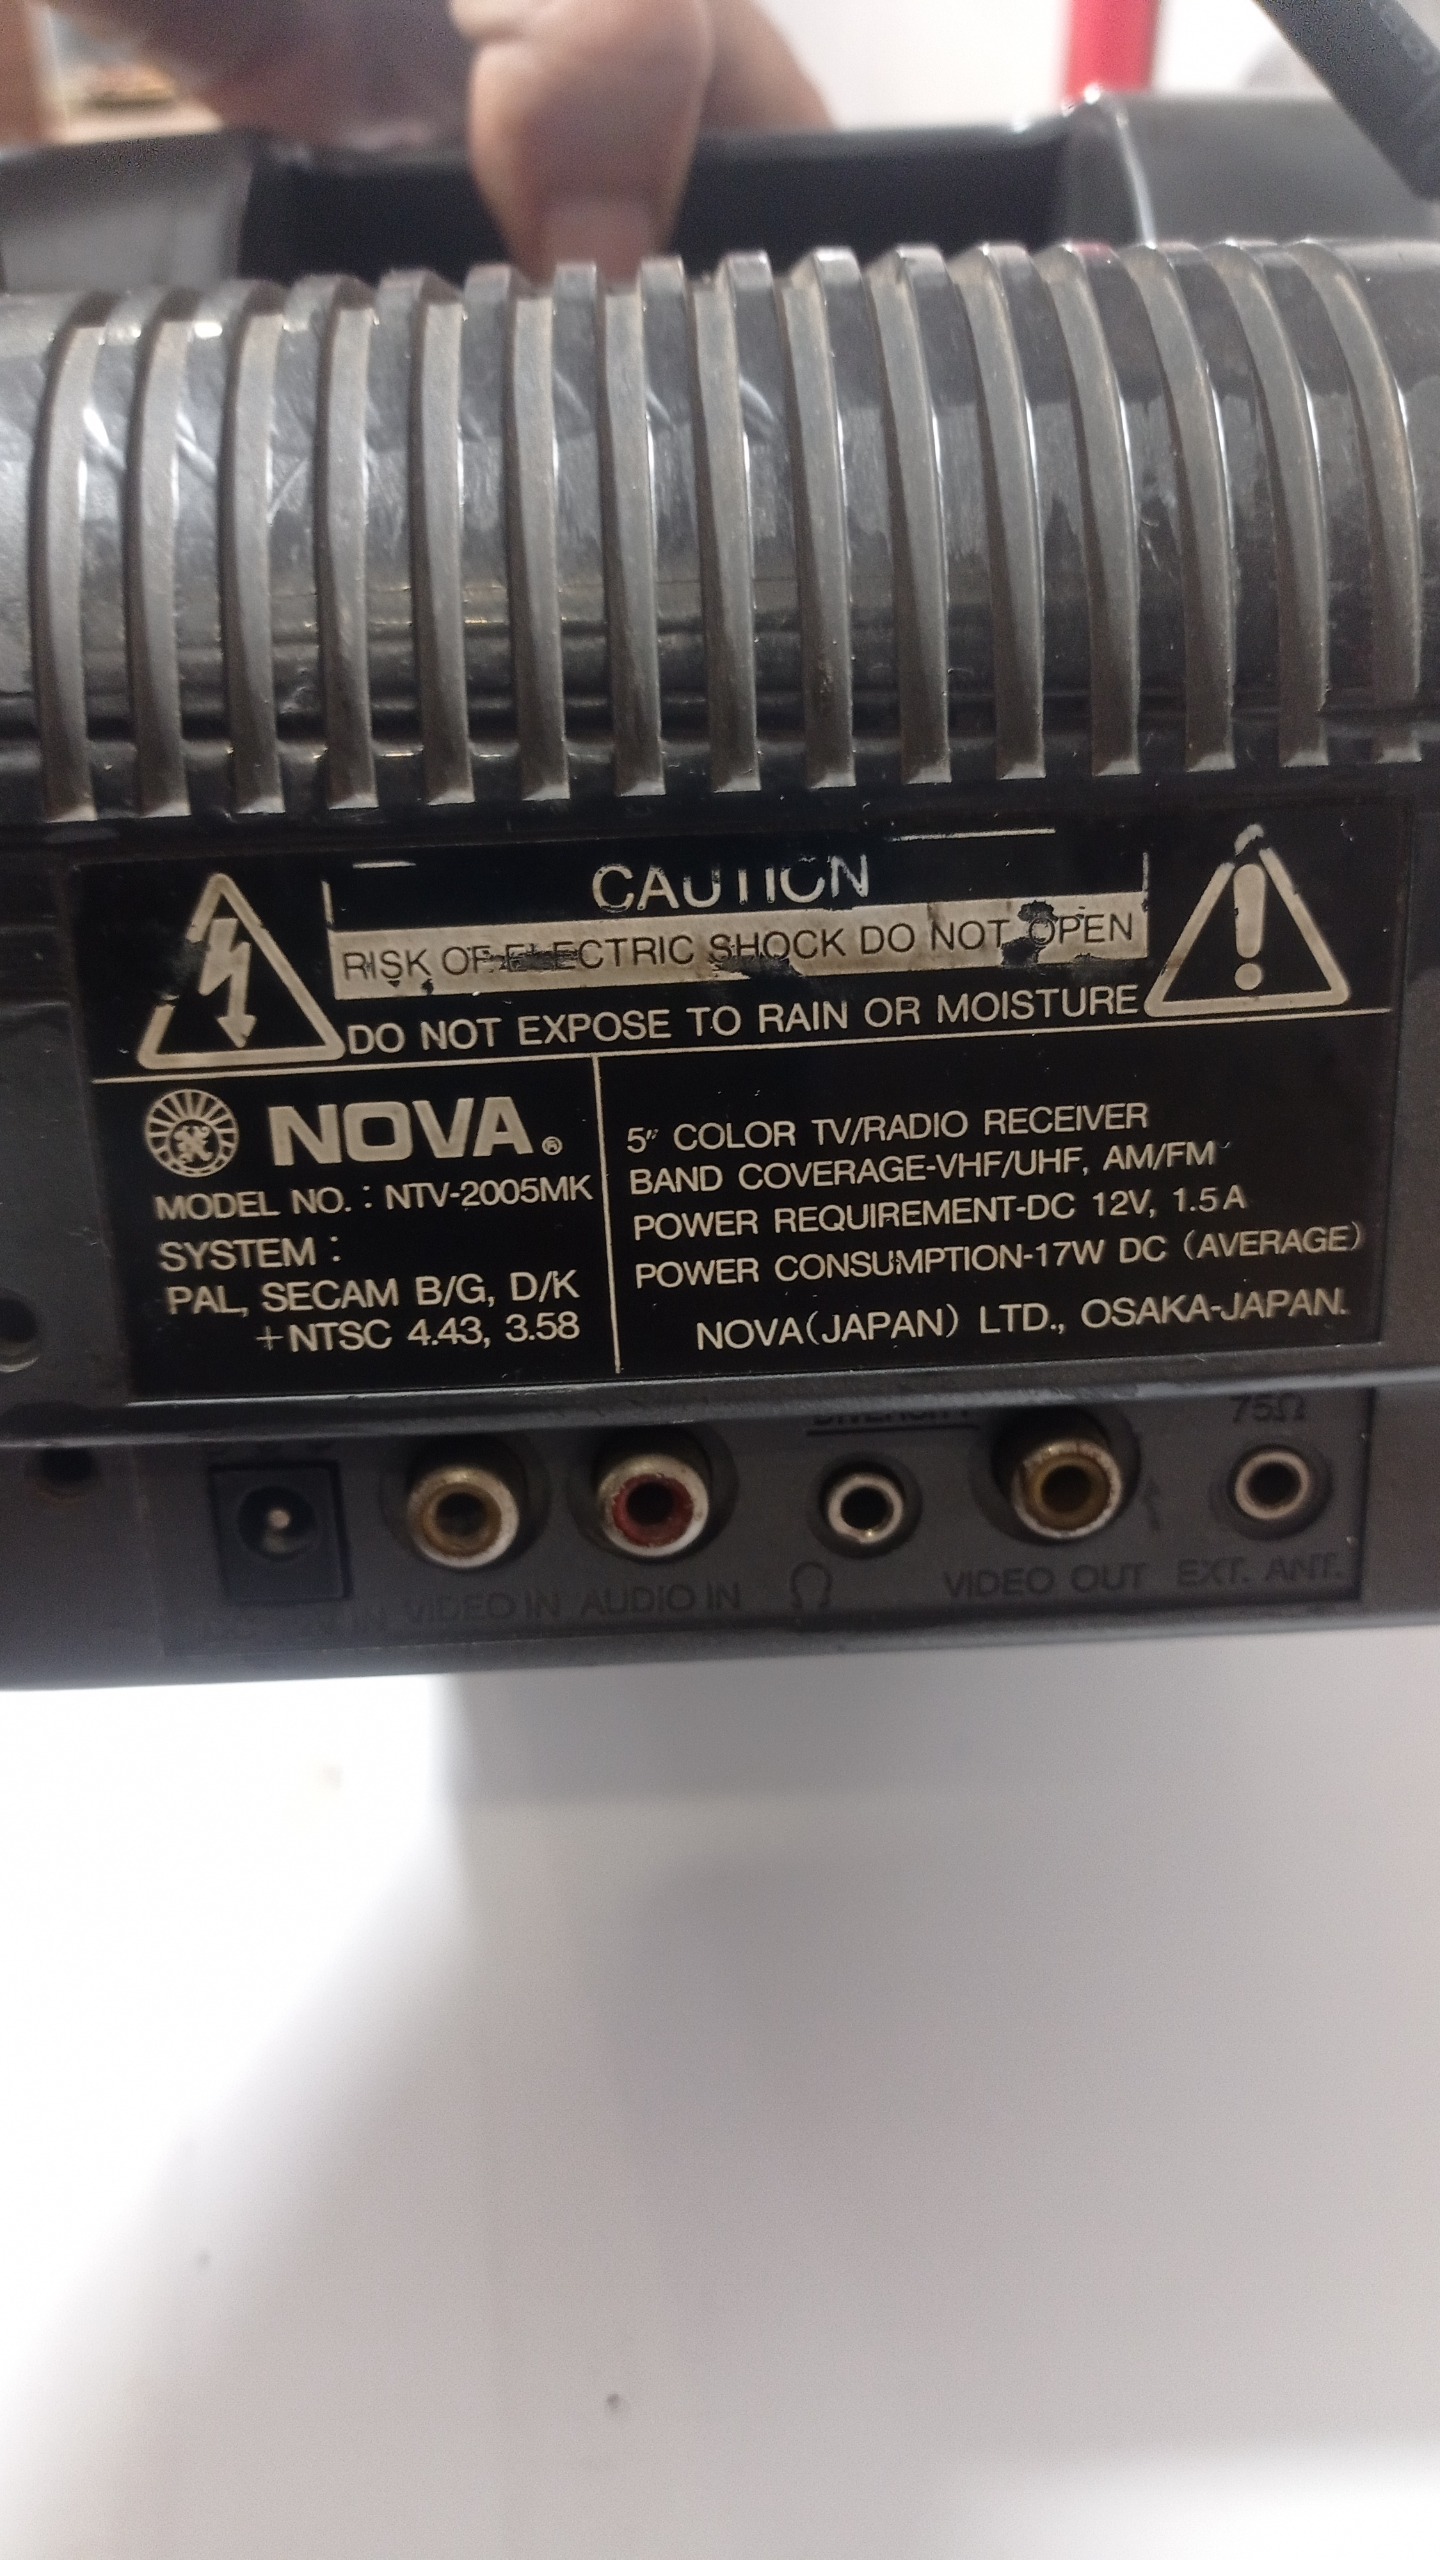 CAUTION
RISK OF ELECTRIC SHOCK DO NOT OPEN
DO NOT EXPOSE TO RAIN OR MOISTURE
NOVA®
MODEL NO.: NTV-2005MK
SYSTEM:
PAL, SECAM B/G, D/K
+NTSC 4.43, 3.58
5" COLOR TV/RADIO RECEIVER
BAND COVERAGE-VHF/UHF, AM/FM
POWER REQUIREMENT-DC 12V, 1.5A
POWER CONSUMPTION-17W DC (AVERAGE)
NOVA(JAPAN) LTD., OSAKA-JAPAN.
75Ω
VIDEO IN AUDIO IN VIDEO OUT EXT. ANT.